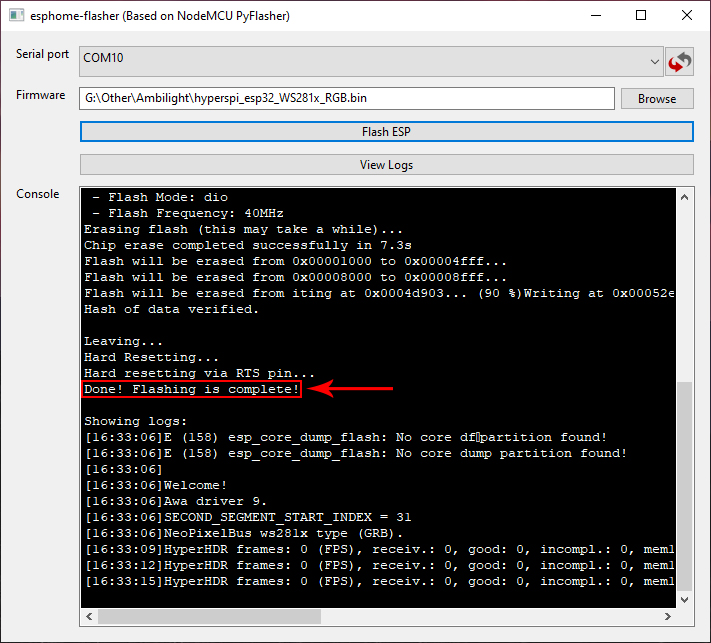 esphome-flasher (Based on NodeMCU PyFlasher)
Serial port
COM10
Firmware
G:\Other\Ambilight\hyperspi_esp32_WS281x_RGB.bin
Browse
Flash ESP
View Logs
Console
- Flash Mode: dio
- Flash Frequency: 40MHz
Erasing flash (this may take a while)...
Chip erase completed successfully in 7.3s
Flash will be erased from 0x00001000 to 0x00004fff...
Flash will be erased from 0x00008000 to 0x00008fff...
Flash will be erased from iting at 0x0004d903... (90 %)Writing at 0x00052e
Hash of data verified.
Leaving...
Hard Resetting...
Hard resetting via RTS pin...
Done! Flashing is complete!
Showing logs:
[16:33:06]E (158) esp_core_dump_flash: No core df▯partition found!
[16:33:06]E (158) esp_core_dump_flash: No core dump partition found!
[16:33:06]
[16:33:06]Welcome!
[16:33:06]Awa driver 9.
[16:33:06]SECOND_SEGMENT_START_INDEX = 31
[16:33:06]NeoPixelBus ws281x type (GRB).
[16:33:09]HyperHDR frames: 0 (FPS), receiv.: 0, good: 0, incompl.: 0, mem1
[16:33:12]HyperHDR frames: 0 (FPS), receiv.: 0, good: 0, incompl.: 0, mem1
[16:33:15]HyperHDR frames: 0 (FPS), receiv.: 0, good: 0, incompl.: 0, mem1